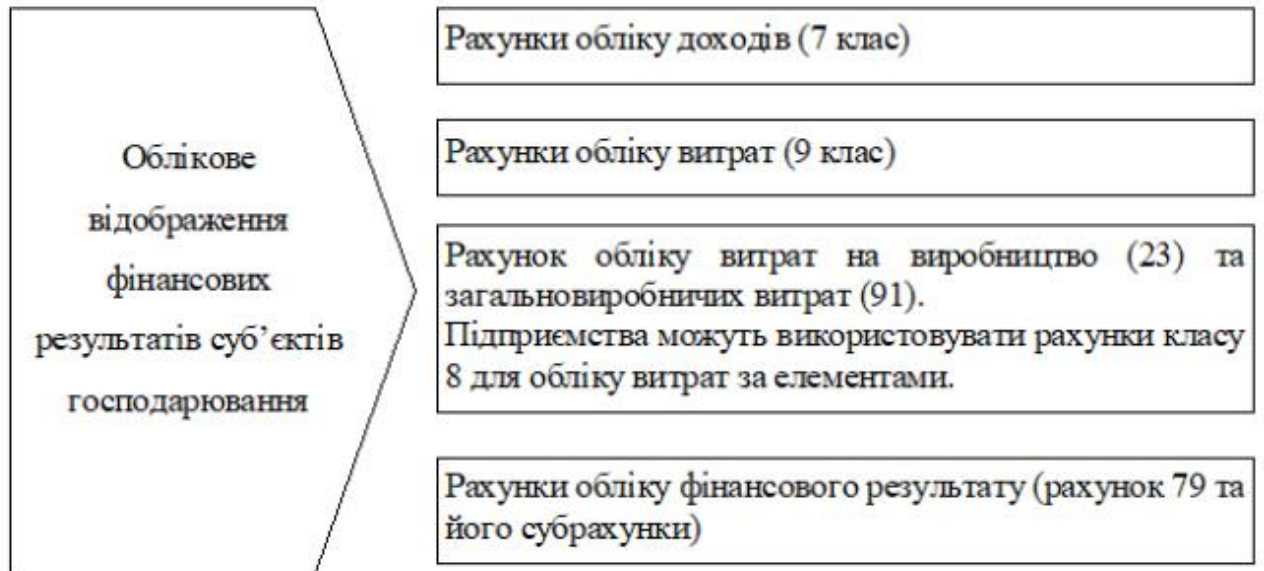 Облікове
відображення
фінансових
результатів суб’єктів
господарювання
Рахунки обліку доходів (7 клас)
Рахунки обліку витрат (9 клас)
Рахунок обліку витрат на виробництво (23) та
загальновиробничих витрат (91).
Підприємства можуть використовувати рахунки класу
8 для обліку витрат за елементами.
Рахунки обліку фінансового результату (рахунок 79 та
його субрахунки)